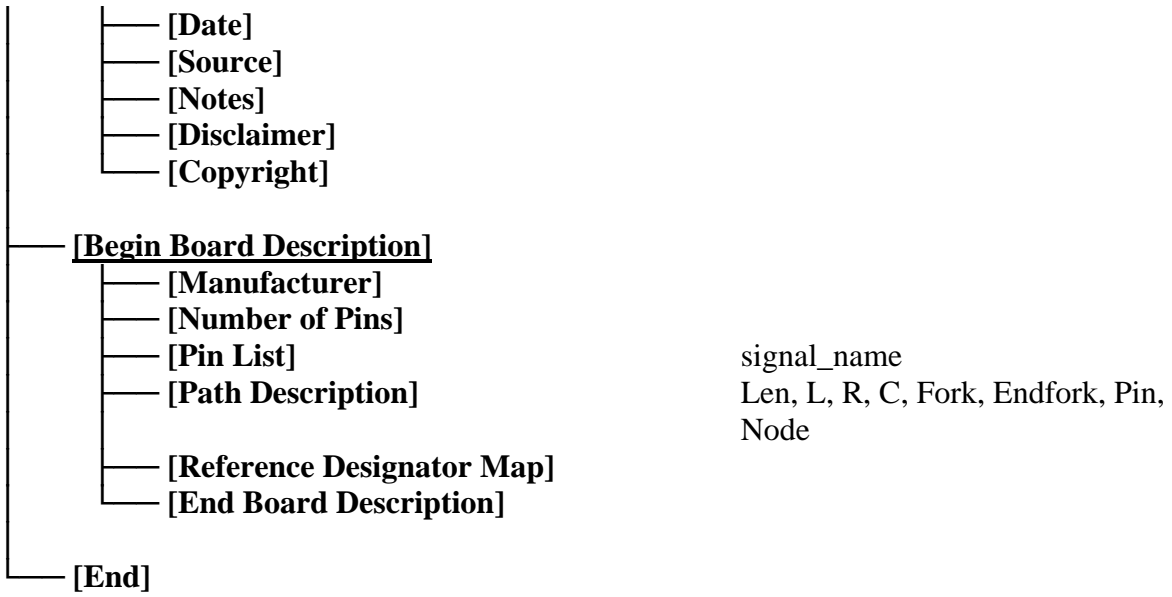 [Date]
[Source]
[Notes]
[Disclaimer]
[Copyright]
[Begin Board Description]
[Manufacturer]
[Number of Pins]
[Pin List] signal_name
[Path Description] Len, L, R, C, Fork, Endfork, Pin,
Node
[Reference Designator Map]
[End Board Description]
[End]